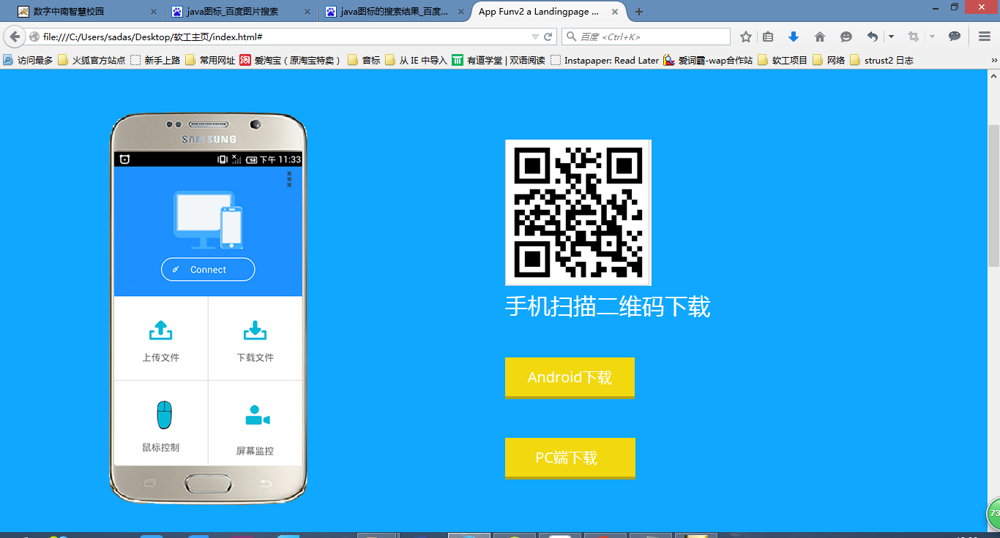 数字中南智慧校园
java图标_百度图片搜索
java图标的搜索结果_百度...
App Funv2 a Landingpage ...
file:///C:/Users/sadas/Desktop/软工主页/index.html#
百度 <Ctrl+K>
访问最多 火狐官方站点 新手上路 常用网址 淘 爱淘宝（原淘宝特卖） 音标 从 IE 中导入 有道学堂 | 双语阅读 Instapaper: Read Later 爱词霸-wap合作站 软工项目 网络 strust2 日志
SAMSUNG
下午 11:33
Connect
上传文件 下载文件
鼠标控制 屏幕监控
手机扫描二维码下载
Android下载
PC端下载
73